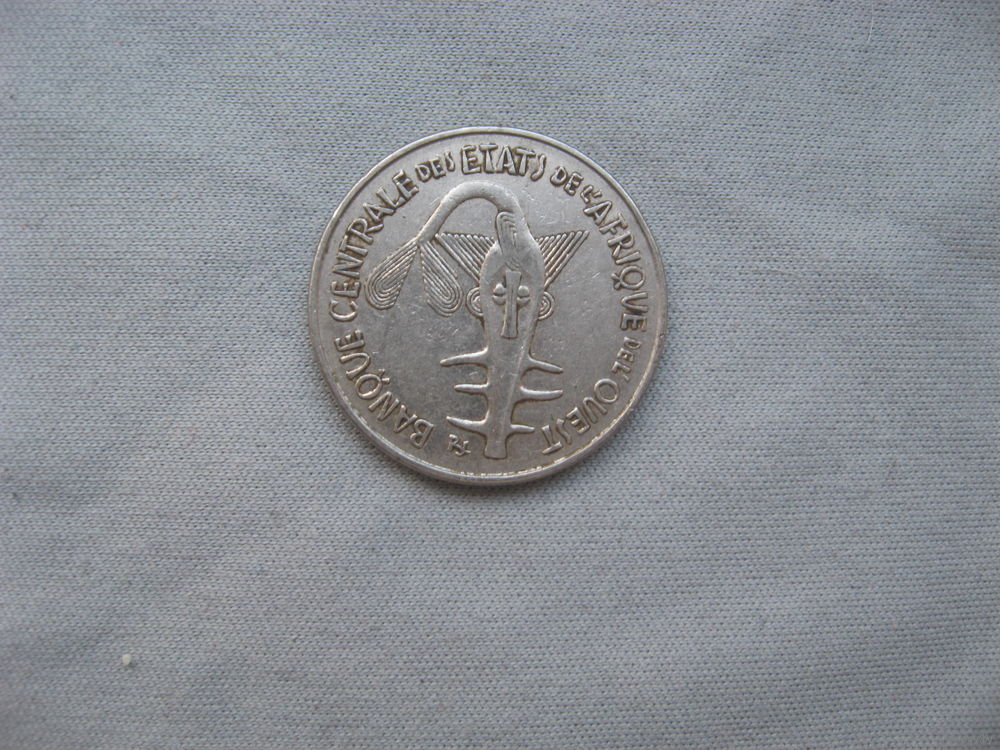 BANQUE CENTRALE DES ETATS DE L'AFRIQUE DE L'OUEST